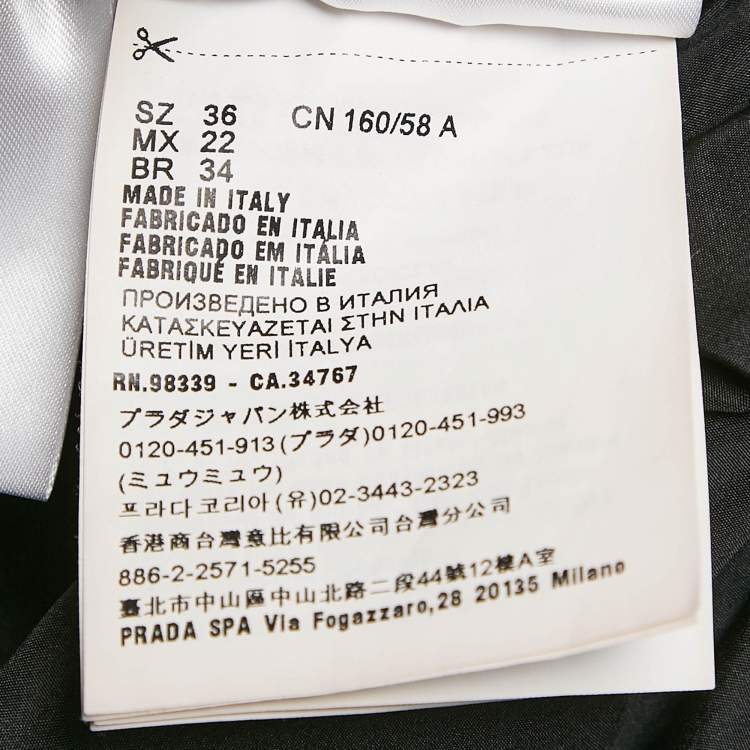 SZ 36 CN 160/58 A
MX 22
BR 34
MADE IN ITALY
FABRICADO EN ITALIA
FABRICADO EM ITÁLIA
FABRIQUÉ EN ITALIE
ПРОИЗВЕДЕНО В ИТАЛИЯ
ΚΑΤΑΣΚΕΥΑΖΕΤΑΙ ΣΤΗΝ ΙΤΑΛΙΑ
ÜRETİM YERİ İTALYA
RN.98339 - CA.34767
プラダジャパン株式会社
0120-451-913(プラダ)0120-451-993
(ミュウミュウ)
프라다코리아(유)02-3443-2323
香港商台灣意比有限公司台灣分公司
886-2-2571-5255
臺北市中山區中山北路二段44號12樓A室
PRADA SPA Via Fogazzaro,28 20135 Milano